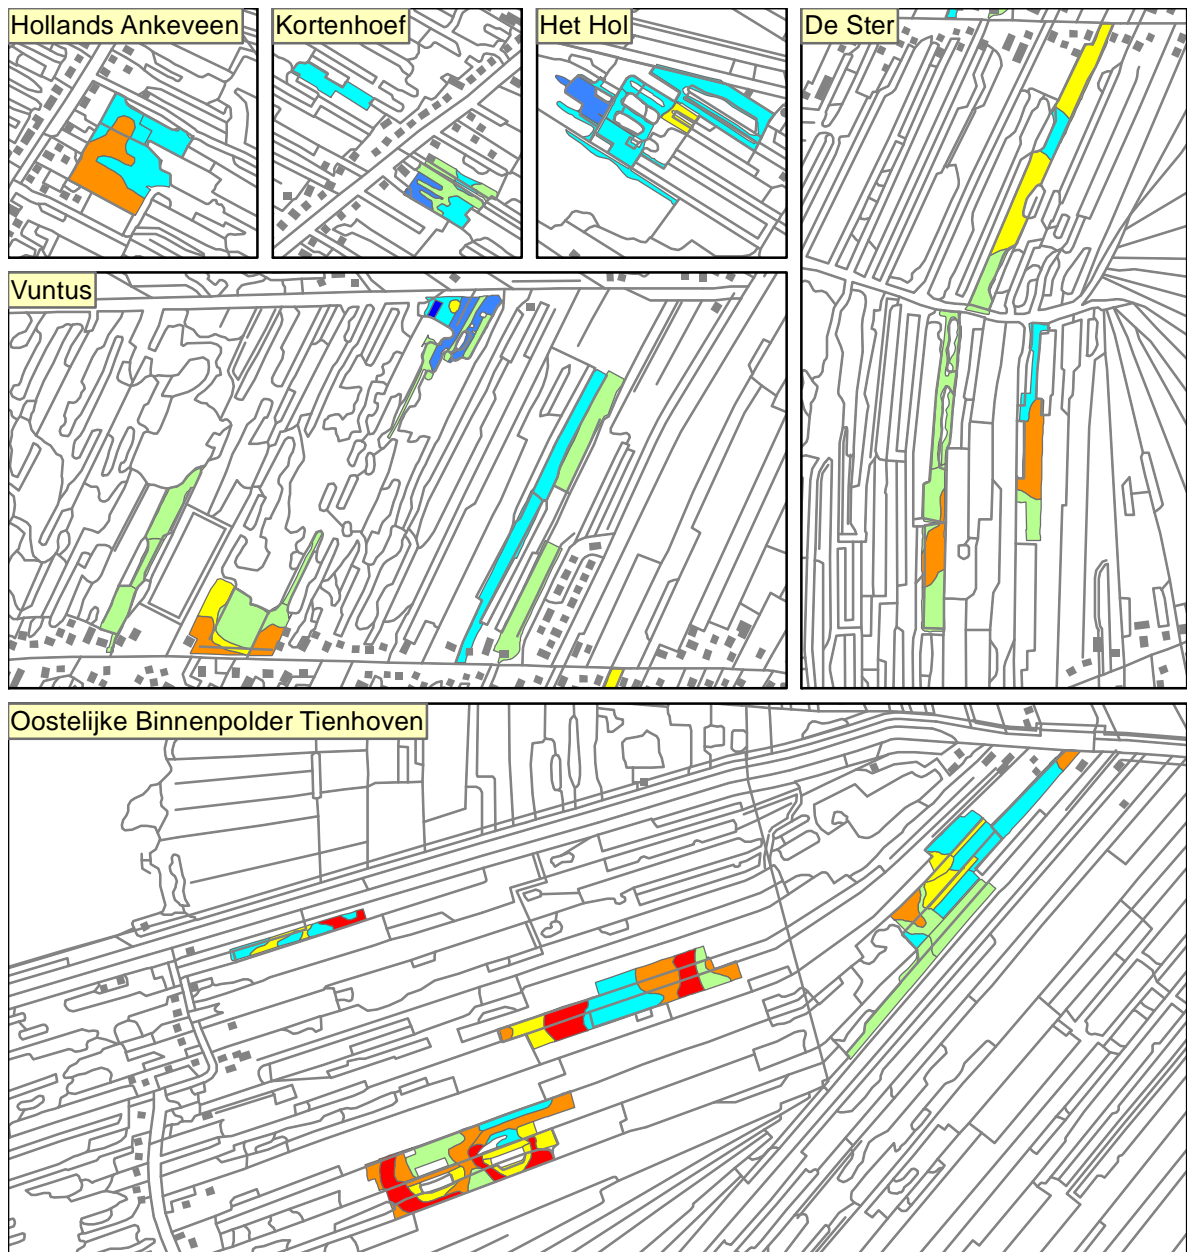 Hollands Ankeveen
Kortenhoef
Het Hol
De Ster
Vuntus
Oostelijke Binnenpolder Tienhoven